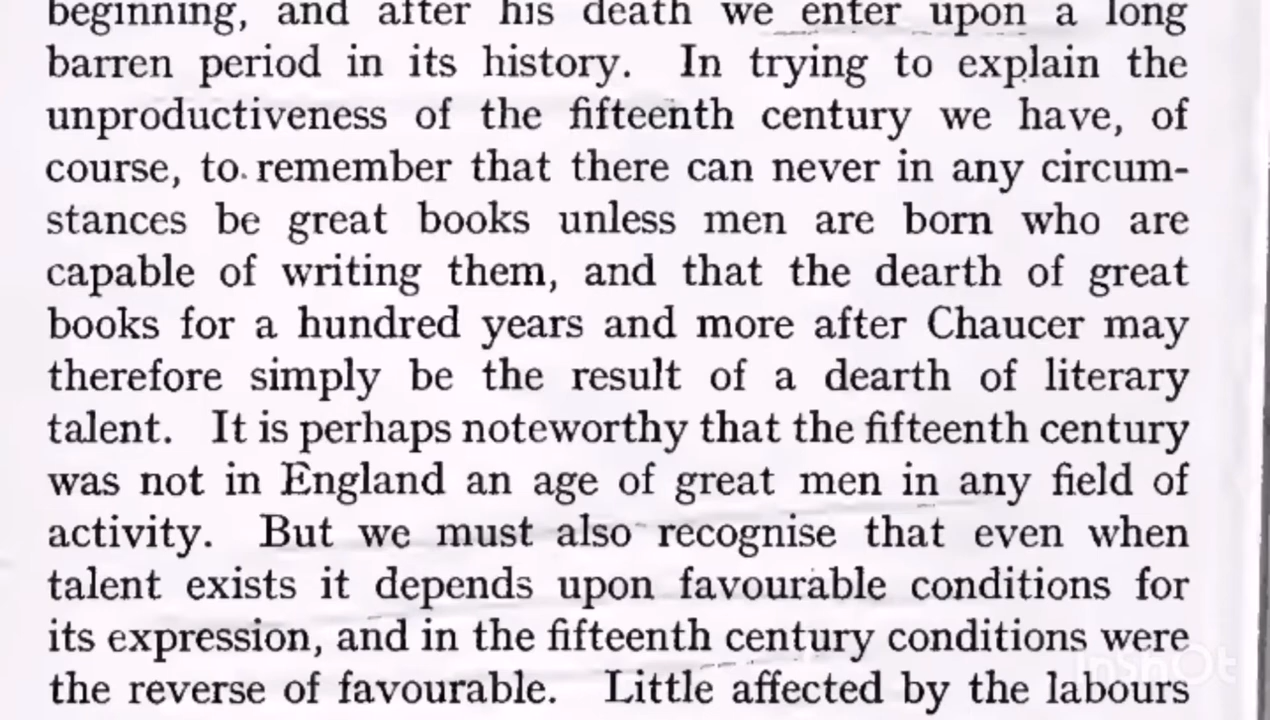 beginning, and after his death we enter upon a long
barren period in its history. In trying to explain the
unproductiveness of the fifteenth century we have, of
course, to remember that there can never in any circum-
stances be great books unless men are born who are
capable of writing them, and that the dearth of great
books for a hundred years and more after Chaucer may
therefore simply be the result of a dearth of literary
talent. It is perhaps noteworthy that the fifteenth century
was not in England an age of great men in any field of
activity. But we must also recognise that even when
talent exists it depends upon favourable conditions for
its expression, and in the fifteenth century conditions were
the reverse of favourable. Little affected by the labours
InShOt